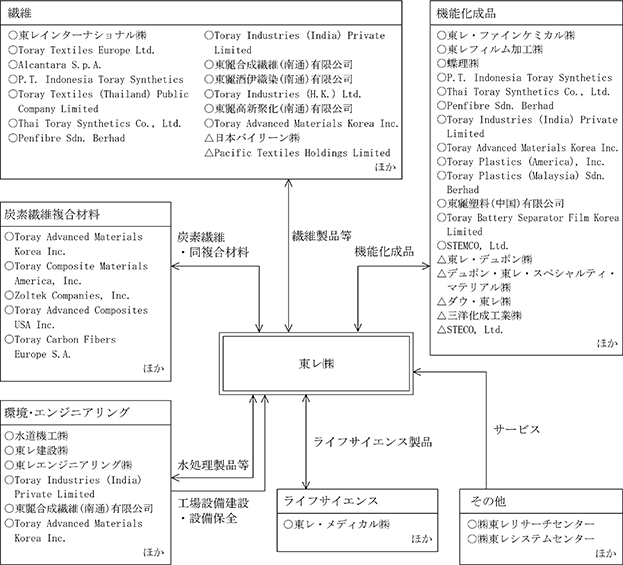 繊維
○東レインターナショナル㈱
○Toray Textiles Europe Ltd.
○Alcantara S.p.A.
○P.T. Indonesia Toray Synthetics
○Toray Textiles (Thailand) Public
Company Limited
○Thai Toray Synthetics Co., Ltd.
○Penfibre Sdn. Berhad
○Toray Industries (India) Private
Limited
○東麗合成繊維(南通)有限公司
○東麗酒伊織染(南通)有限公司
○Toray Industries (H.K.) Ltd.
○東麗高新聚化(南通)有限公司
○Toray Advanced Materials Korea Inc.
△日本バイリーン㈱
△Pacific Textiles Holdings Limited
ほか
機能化成品
○東レ・ファインケミカル㈱
○東レフィルム加工㈱
○蝶理㈱
○P.T. Indonesia Toray Synthetics
○Thai Toray Synthetics Co., Ltd.
○Penfibre Sdn. Berhad
○Toray Industries (India) Private
Limited
○Toray Advanced Materials Korea Inc.
○Toray Plastics (America), Inc.
○Toray Plastics (Malaysia) Sdn.
Berhad
○東麗塑料(中国)有限公司
○Toray Battery Separator Film Korea
Limited
○STEMCO, Ltd.
△東レ・デュポン㈱
△デュポン・東レ・スペシャルティ・
マテリアル㈱
△ダウ・東レ㈱
△三洋化成工業㈱
△STECO, Ltd.
ほか
炭素繊維複合材料
○Toray Advanced Materials
Korea Inc.
○Toray Composite Materials
America, Inc.
○Zoltek Companies, Inc.
○Toray Advanced Composites
USA Inc.
○Toray Carbon Fibers
Europe S.A.
ほか
炭素繊維
・同複合材料
繊維製品等
機能化成品
東レ㈱
環境・エンジニアリング
○水道機工㈱
○東レ建設㈱
○東レエンジニアリング㈱
○Toray Industries (India)
Private Limited
○東麗合成繊維(南通)有限公司
○Toray Advanced Materials
Korea Inc.
ほか
水処理製品等
工場設備建設
・設備保全
ライフサイエンス製品
サービス
ライフサイエンス
○東レ・メディカル㈱
ほか
その他
○㈱東レリサーチセンター
○㈱東レシステムセンター
ほか